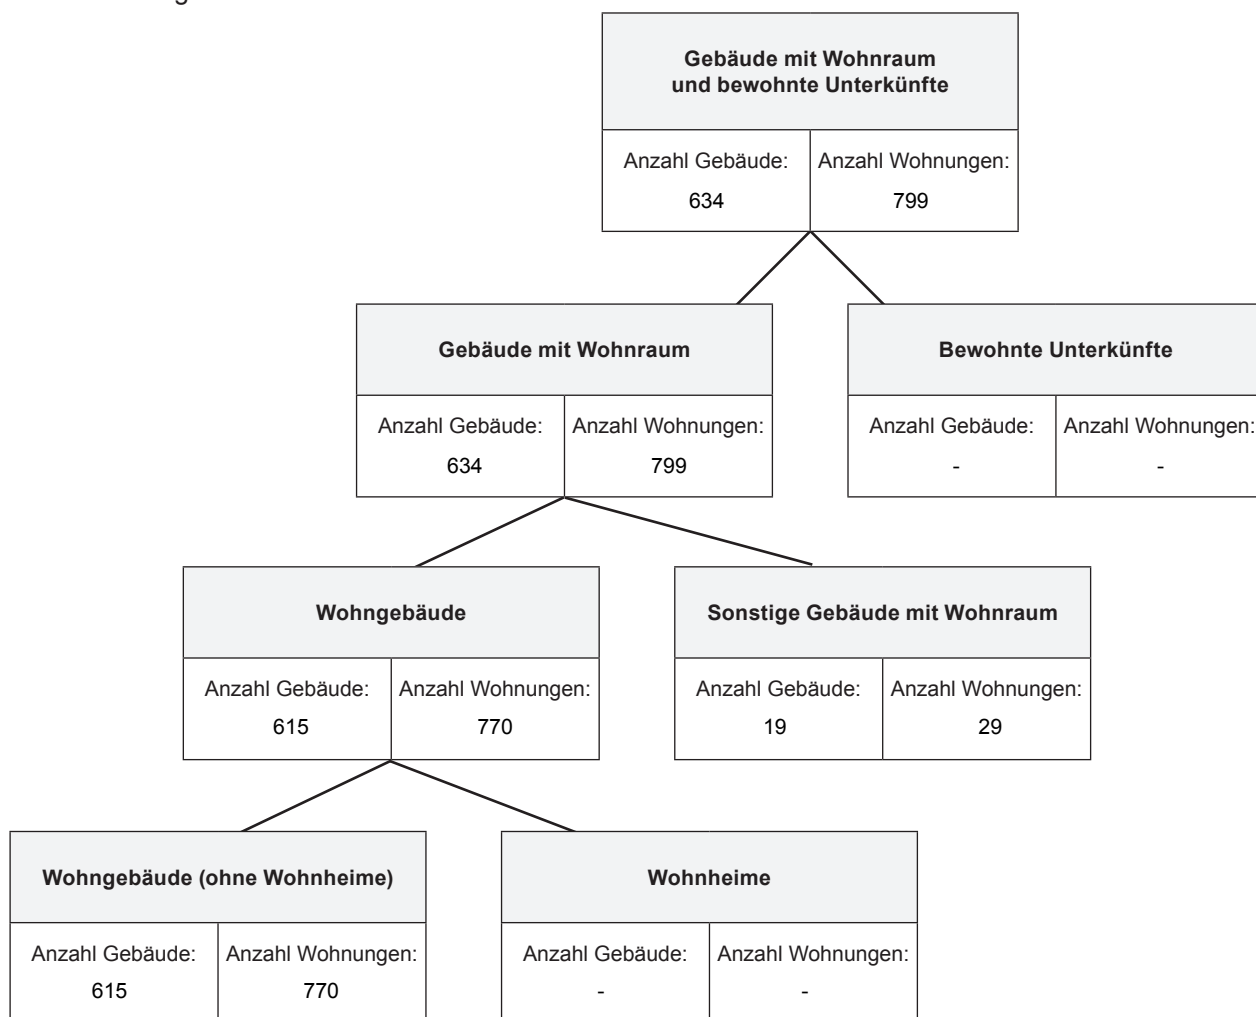 Gebäude mit Wohnraum
und bewohnte Unterkünfte
Anzahl Gebäude:
634
Anzahl Wohnungen:
799
Gebäude mit Wohnraum
Anzahl Gebäude:
634
Anzahl Wohnungen:
799
Bewohnte Unterkünfte
Anzahl Gebäude:
-
Anzahl Wohnungen:
-
Wohngebäude
Anzahl Gebäude:
615
Anzahl Wohnungen:
770
Sonstige Gebäude mit Wohnraum
Anzahl Gebäude:
19
Anzahl Wohnungen:
29
Wohngebäude (ohne Wohnheime)
Anzahl Gebäude:
615
Anzahl Wohnungen:
770
Wohnheime
Anzahl Gebäude:
-
Anzahl Wohnungen:
-